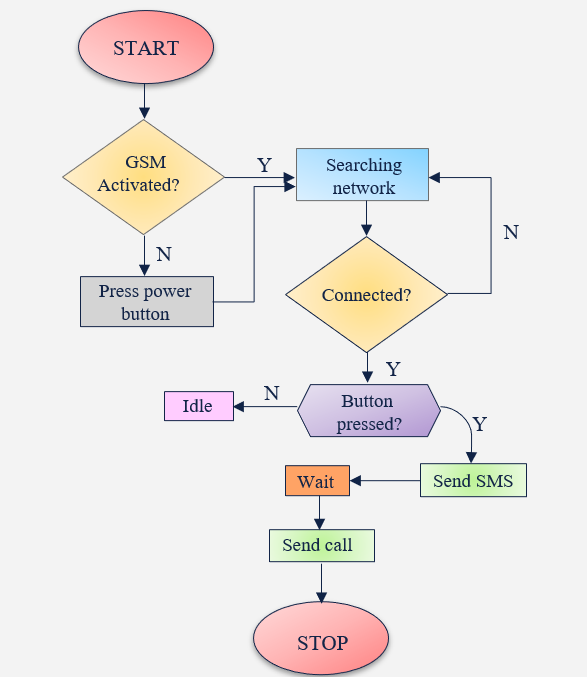 START
GSM
Activated?
Y
Searching
network
N
N
Press power
button
Connected?
Y
N
Idle
Button
pressed?
Y
Wait
Send SMS
Send call
STOP